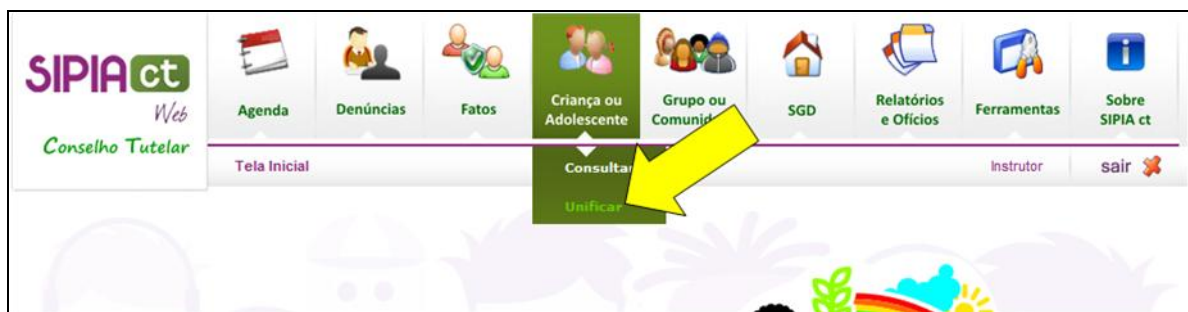 SIPIA ct
Web
Conselho Tutelar
Agenda
Denúncias
Fatos
Criança ou
Adolescente
Grupo ou
SGD
Relatórios
e Ofícios
Ferramentas
Sobre
SIPIA ct
Tela Inicial
Consultar
Instrutor
sair
Unificar